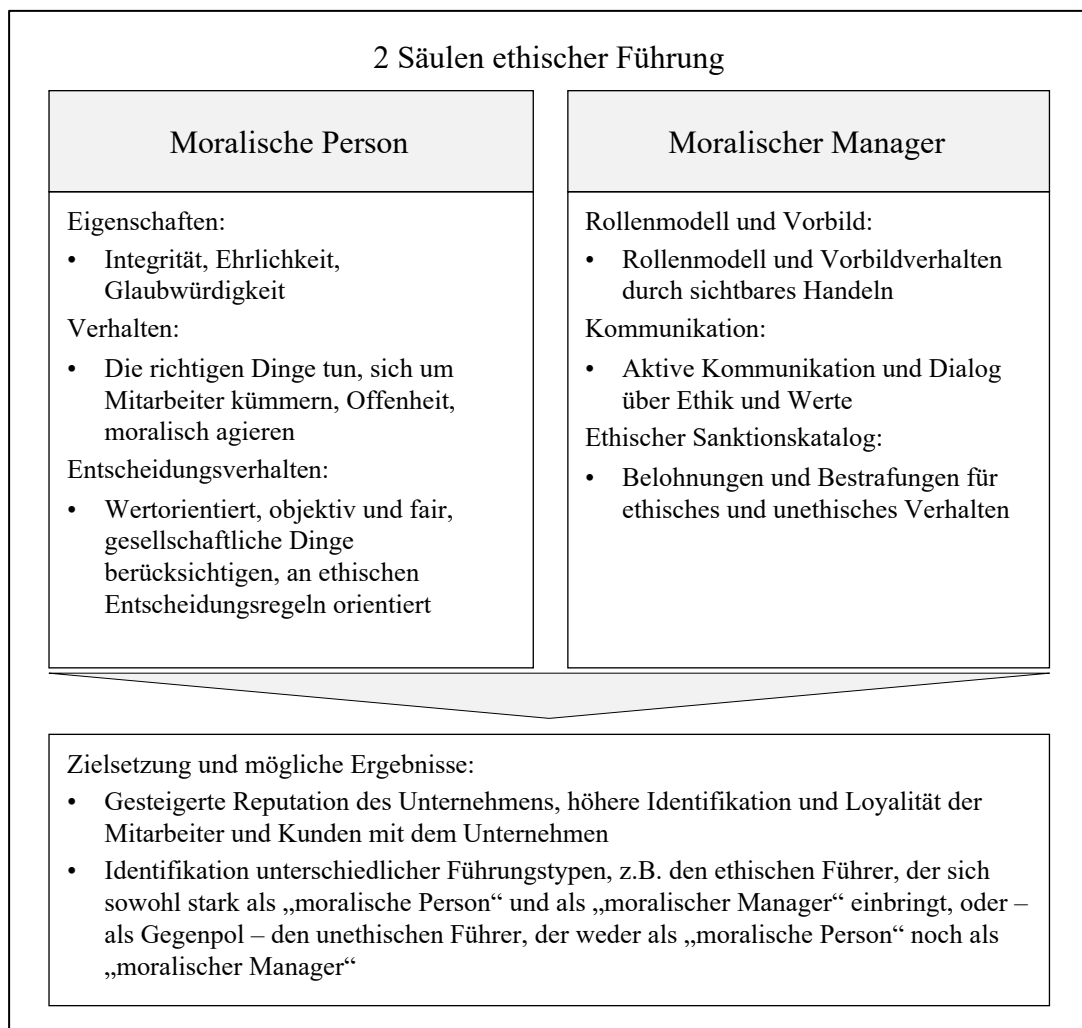 2 Säulen ethischer Führung
Moralische Person
Eigenschaften:
• Integrität, Ehrlichkeit,
Glaubwürdigkeit
Verhalten:
• Die richtigen Dinge tun, sich um
Mitarbeiter kümmern, Offenheit,
moralisch agieren
Entscheidungsverhalten:
• Wertorientiert, objektiv und fair,
gesellschaftliche Dinge
berücksichtigen, an ethischen
Entscheidungsregeln orientiert
Moralischer Manager
Rollenmodell und Vorbild:
• Rollenmodell und Vorbildverhalten
durch sichtbares Handeln
Kommunikation:
• Aktive Kommunikation und Dialog
über Ethik und Werte
Ethischer Sanktionskatalog:
• Belohnungen und Bestrafungen für
ethisches und unethisches Verhalten
Zielsetzung und mögliche Ergebnisse:
• Gesteigerte Reputation des Unternehmens, höhere Identifikation und Loyalität der
Mitarbeiter und Kunden mit dem Unternehmen
• Identifikation unterschiedlicher Führungstypen, z.B. den ethischen Führer, der sich
sowohl stark als „moralische Person“ und als „moralischer Manager“ einbringt, oder –
als Gegenpol – den unethischen Führer, der weder als „moralische Person“ noch als
„moralischer Manager“